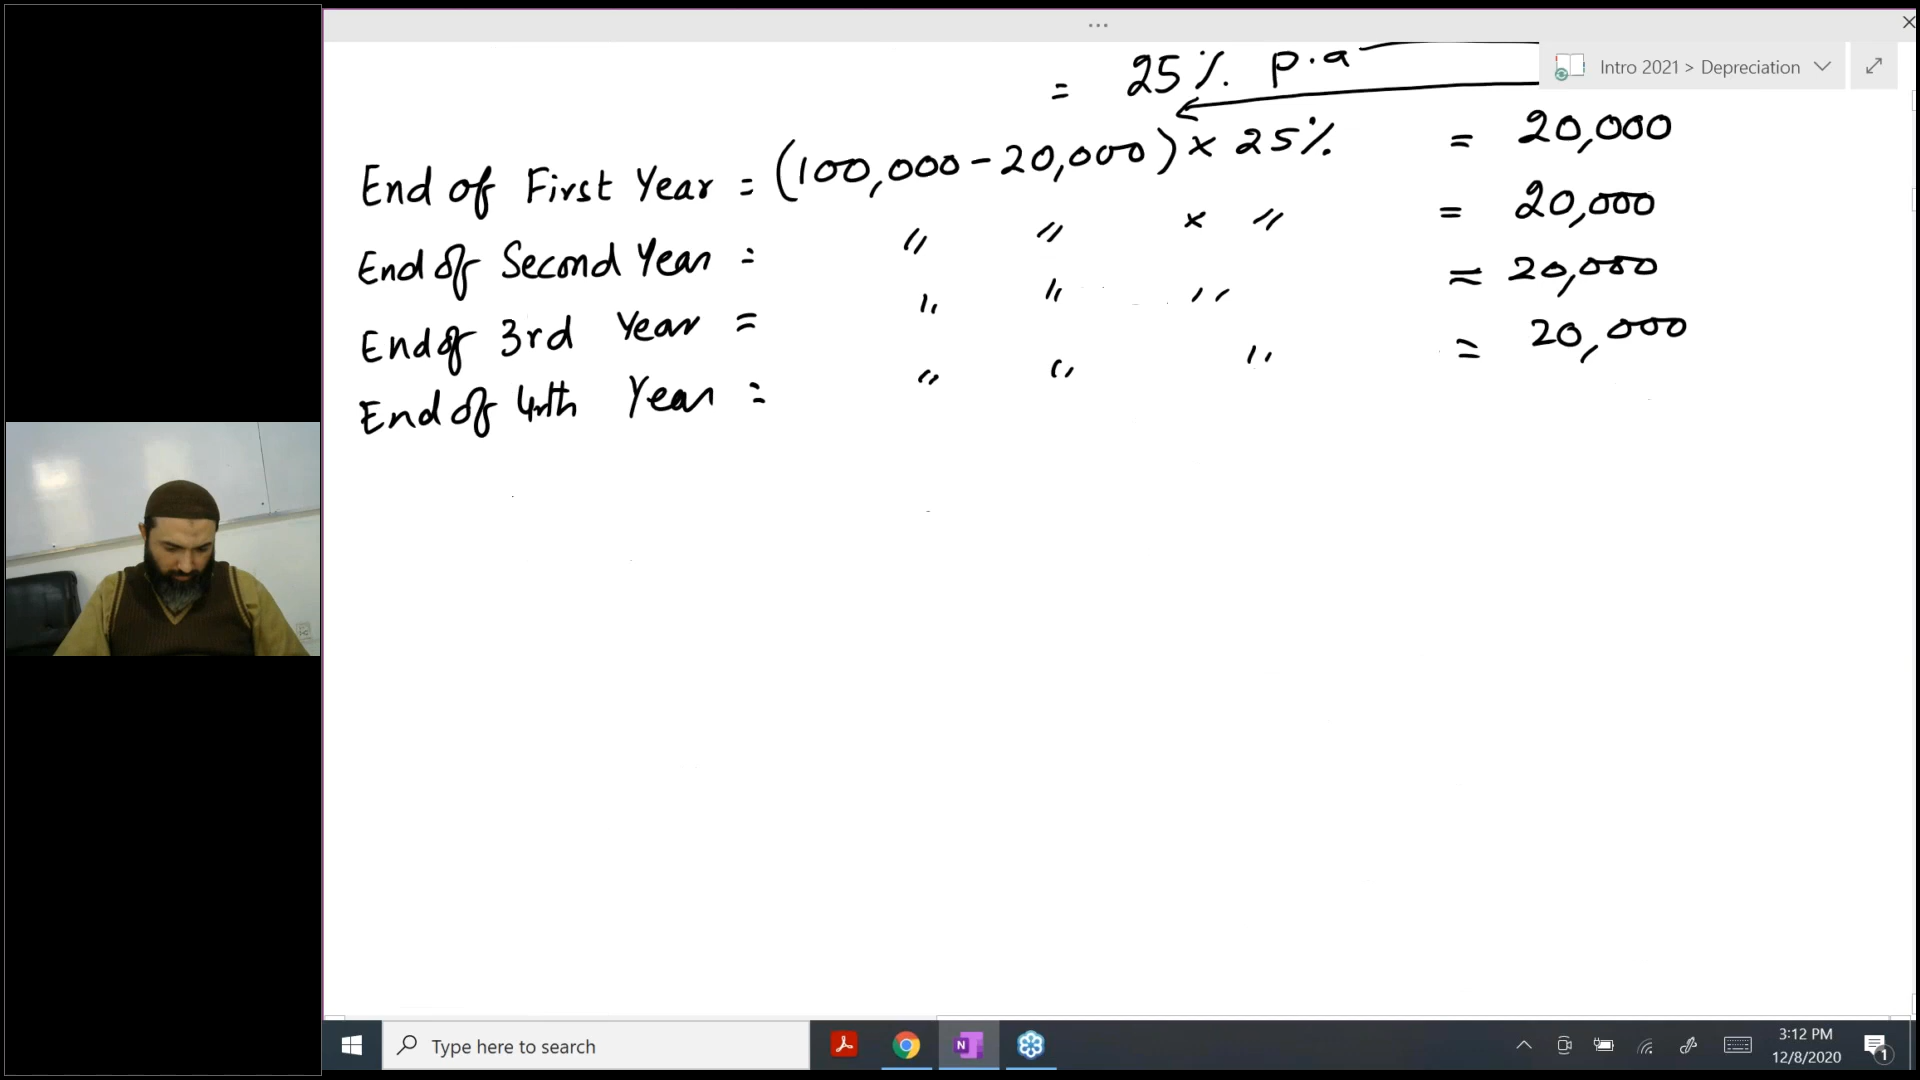 ...
Intro 2021 > Depreciation
= 25% p.a
End of First Year = (100,000 - 20,000) × 25% = 20,000
End of Second Year = " " × " = 20,000
End of 3rd Year = " " " = 20,000
End of 4rth Year = " " " = 20,000
Type here to search
N
3:12 PM
12/8/2020
1